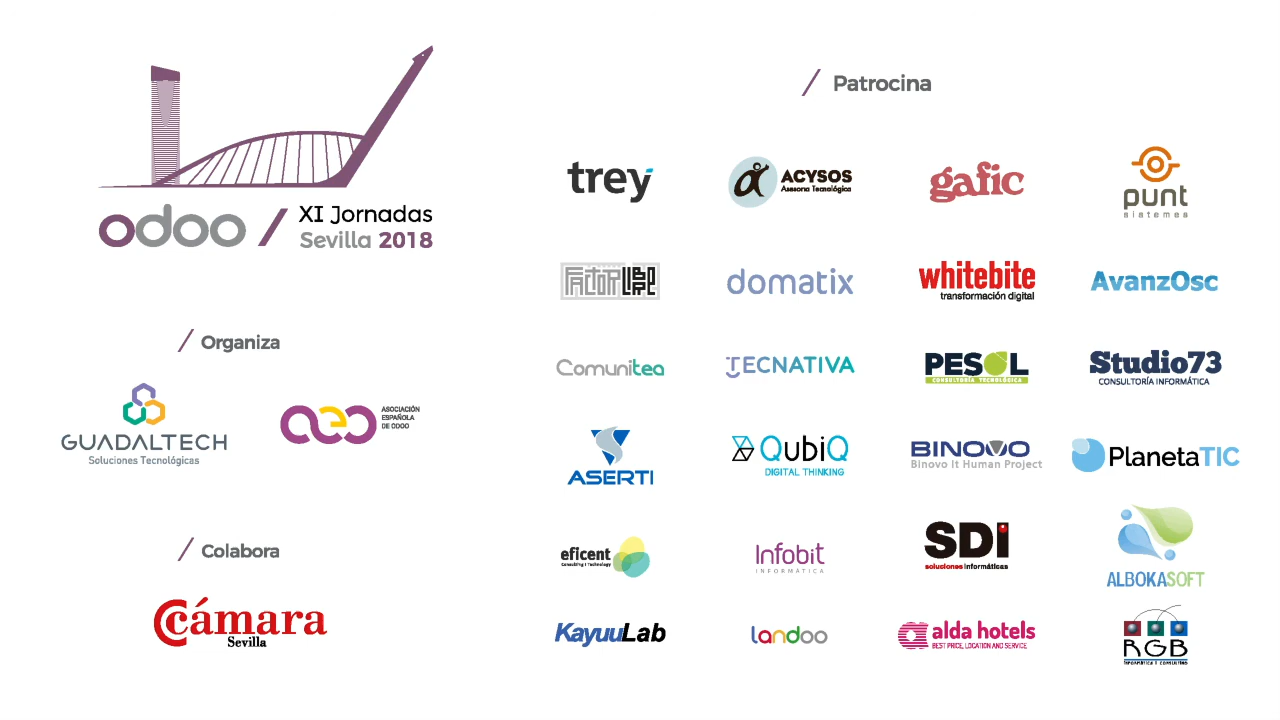 odoo / XI Jornadas
Sevilla 2018
/ Organiza
GUADALTECH
Soluciones Tecnológicas
aeo
ASOCIACIÓN
ESPAÑOLA
DE ODOO
/ Colabora
Cámara
Sevilla
/ Patrocina
trey
ACYSOS
Asesoría Tecnológica
gafic
punt
sistemes
FACTOR LIBRE
domatix
whitebite
transformación digital
AvanzOsc
Comunitea
TECNATIVA
PESOL
CONSULTORÍA TECNOLÓGICA
Studio73
CONSULTORÍA INFORMÁTICA
ASERTI
QubiQ
DIGITAL THINKING
BINOVO
Binovo It Human Project
PlanetaTIC
eficent
Consulting & Technology
Infobit
INFORMÁTICA
SDi
soluciones informáticas
ALBOKASOFT
KayuuLab
landoo
alda hotels
BEST PRICE, LOCATION AND SERVICE
RGB